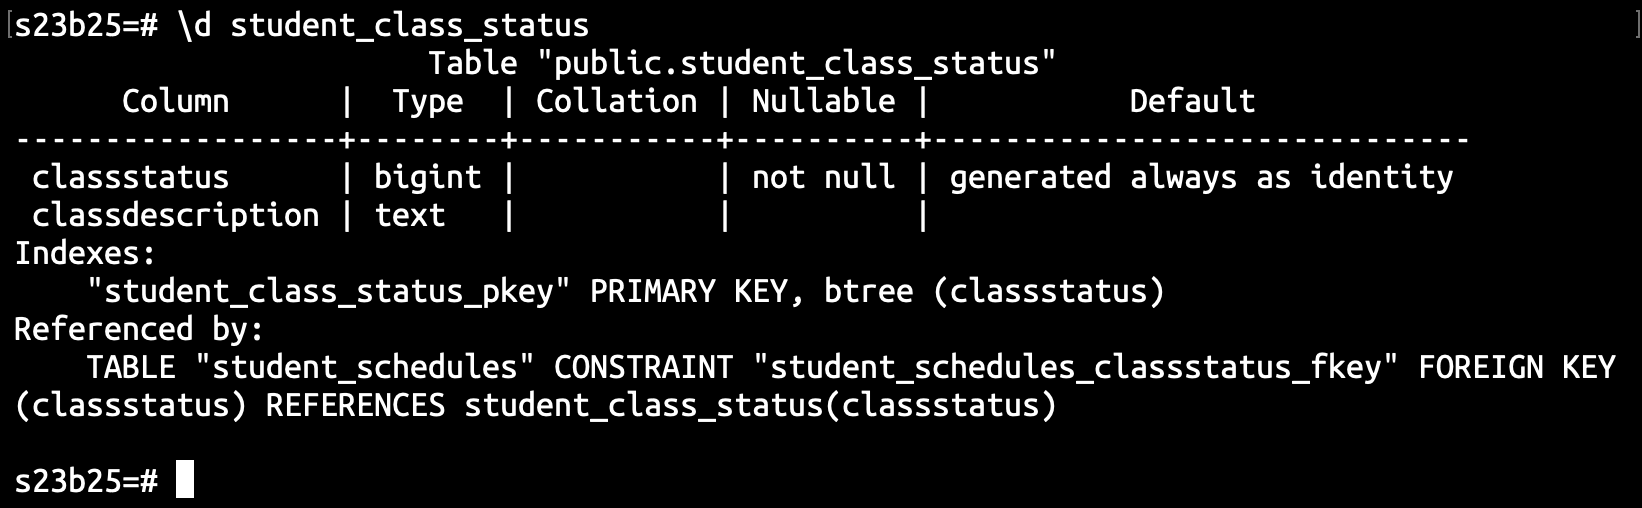 [s23b25=# \d student_class_status ]
                       Table "public.student_class_status"
      Column      |  Type  | Collation | Nullable |           Default
------------------+--------+-----------+----------+------------------------------
 classstatus      | bigint |           | not null | generated always as identity
 classdescription | text   |           |          |
Indexes:
    "student_class_status_pkey" PRIMARY KEY, btree (classstatus)
Referenced by:
    TABLE "student_schedules" CONSTRAINT "student_schedules_classstatus_fkey" FOREIGN KEY
(classstatus) REFERENCES student_class_status(classstatus)
s23b25=#